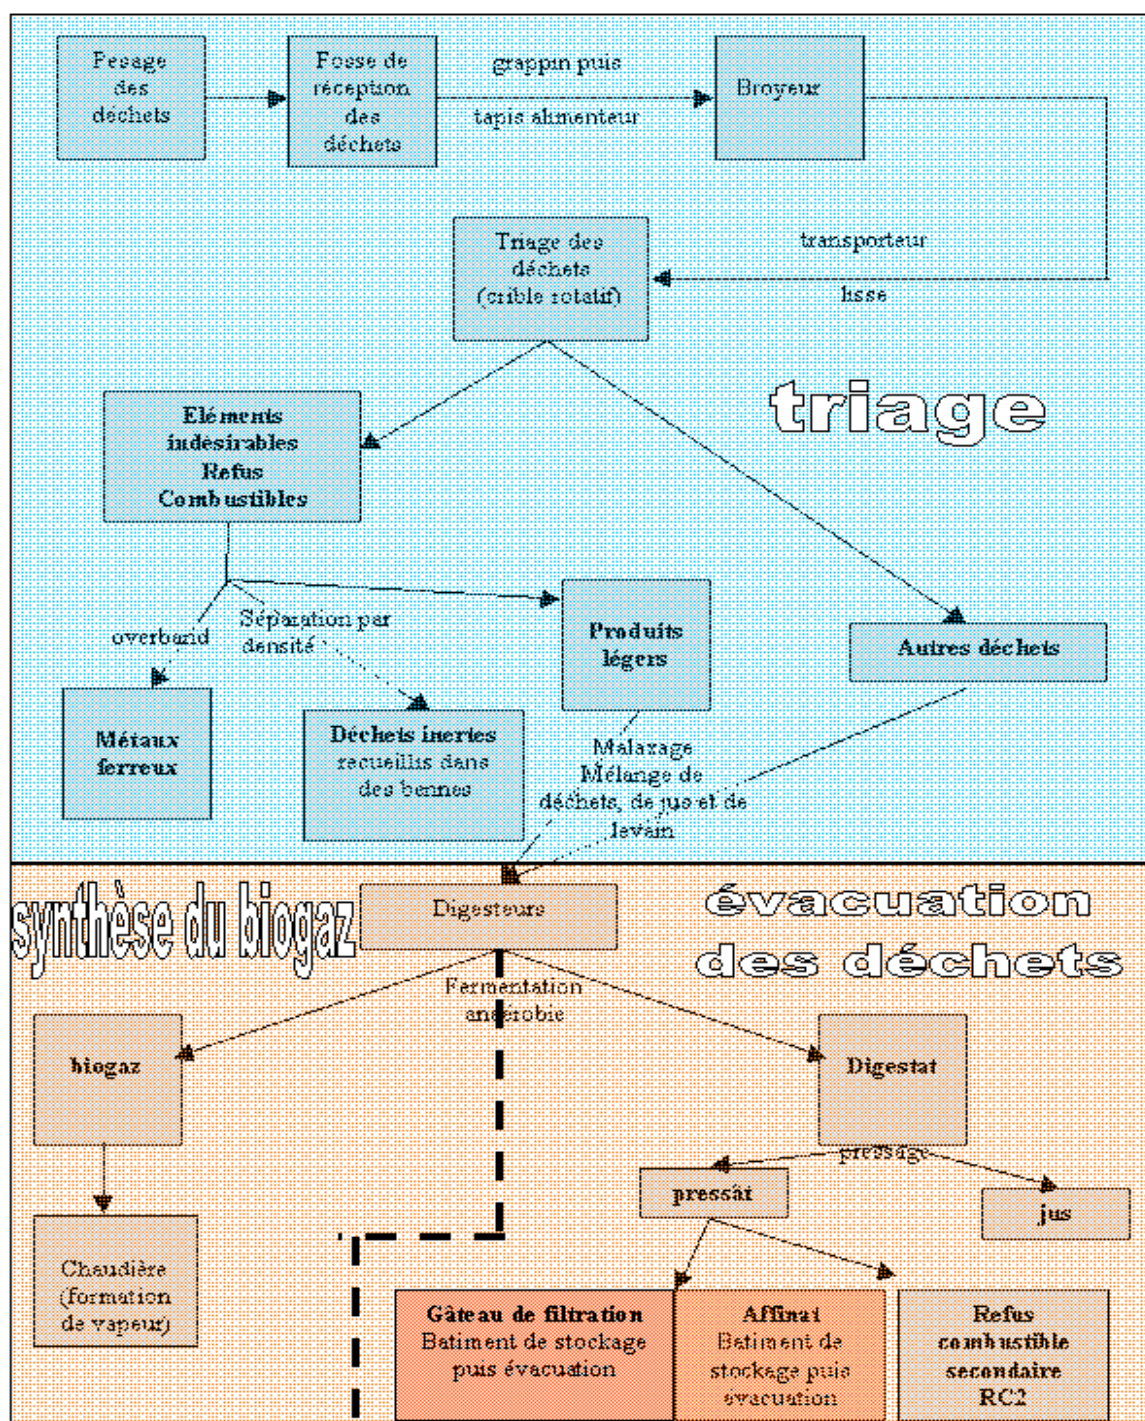 Pesage
des
déchets
Fosse de
réception
des
déchets
grappin puis
tapis alimenteur
Broyeur
Triage des
déchets
(crible rotatif)
transporteur
lisse
triage
Eléments
indésirables
Refus
Combustibles
overband
Séparation par
densité
Produits
légers
Autres déchets
Métaux
ferreux
Déchets inertes
recueillis dans
des bennes
Malaxage
Mélange de
déchets, de jus et de
levain
synthèse du biogaz
Digesteurs
évacuation
des déchets
Fermentation
anaérobie
biogaz
Digestat
pressage
pressât
jus
Chaudière
(formation
de vapeur)
Gâteau de filtration
Batiment de stockage
puis évacuation
Affinat
Batiment de
stockage puis
évacuation
Refus
combustible
secondaire
RC2